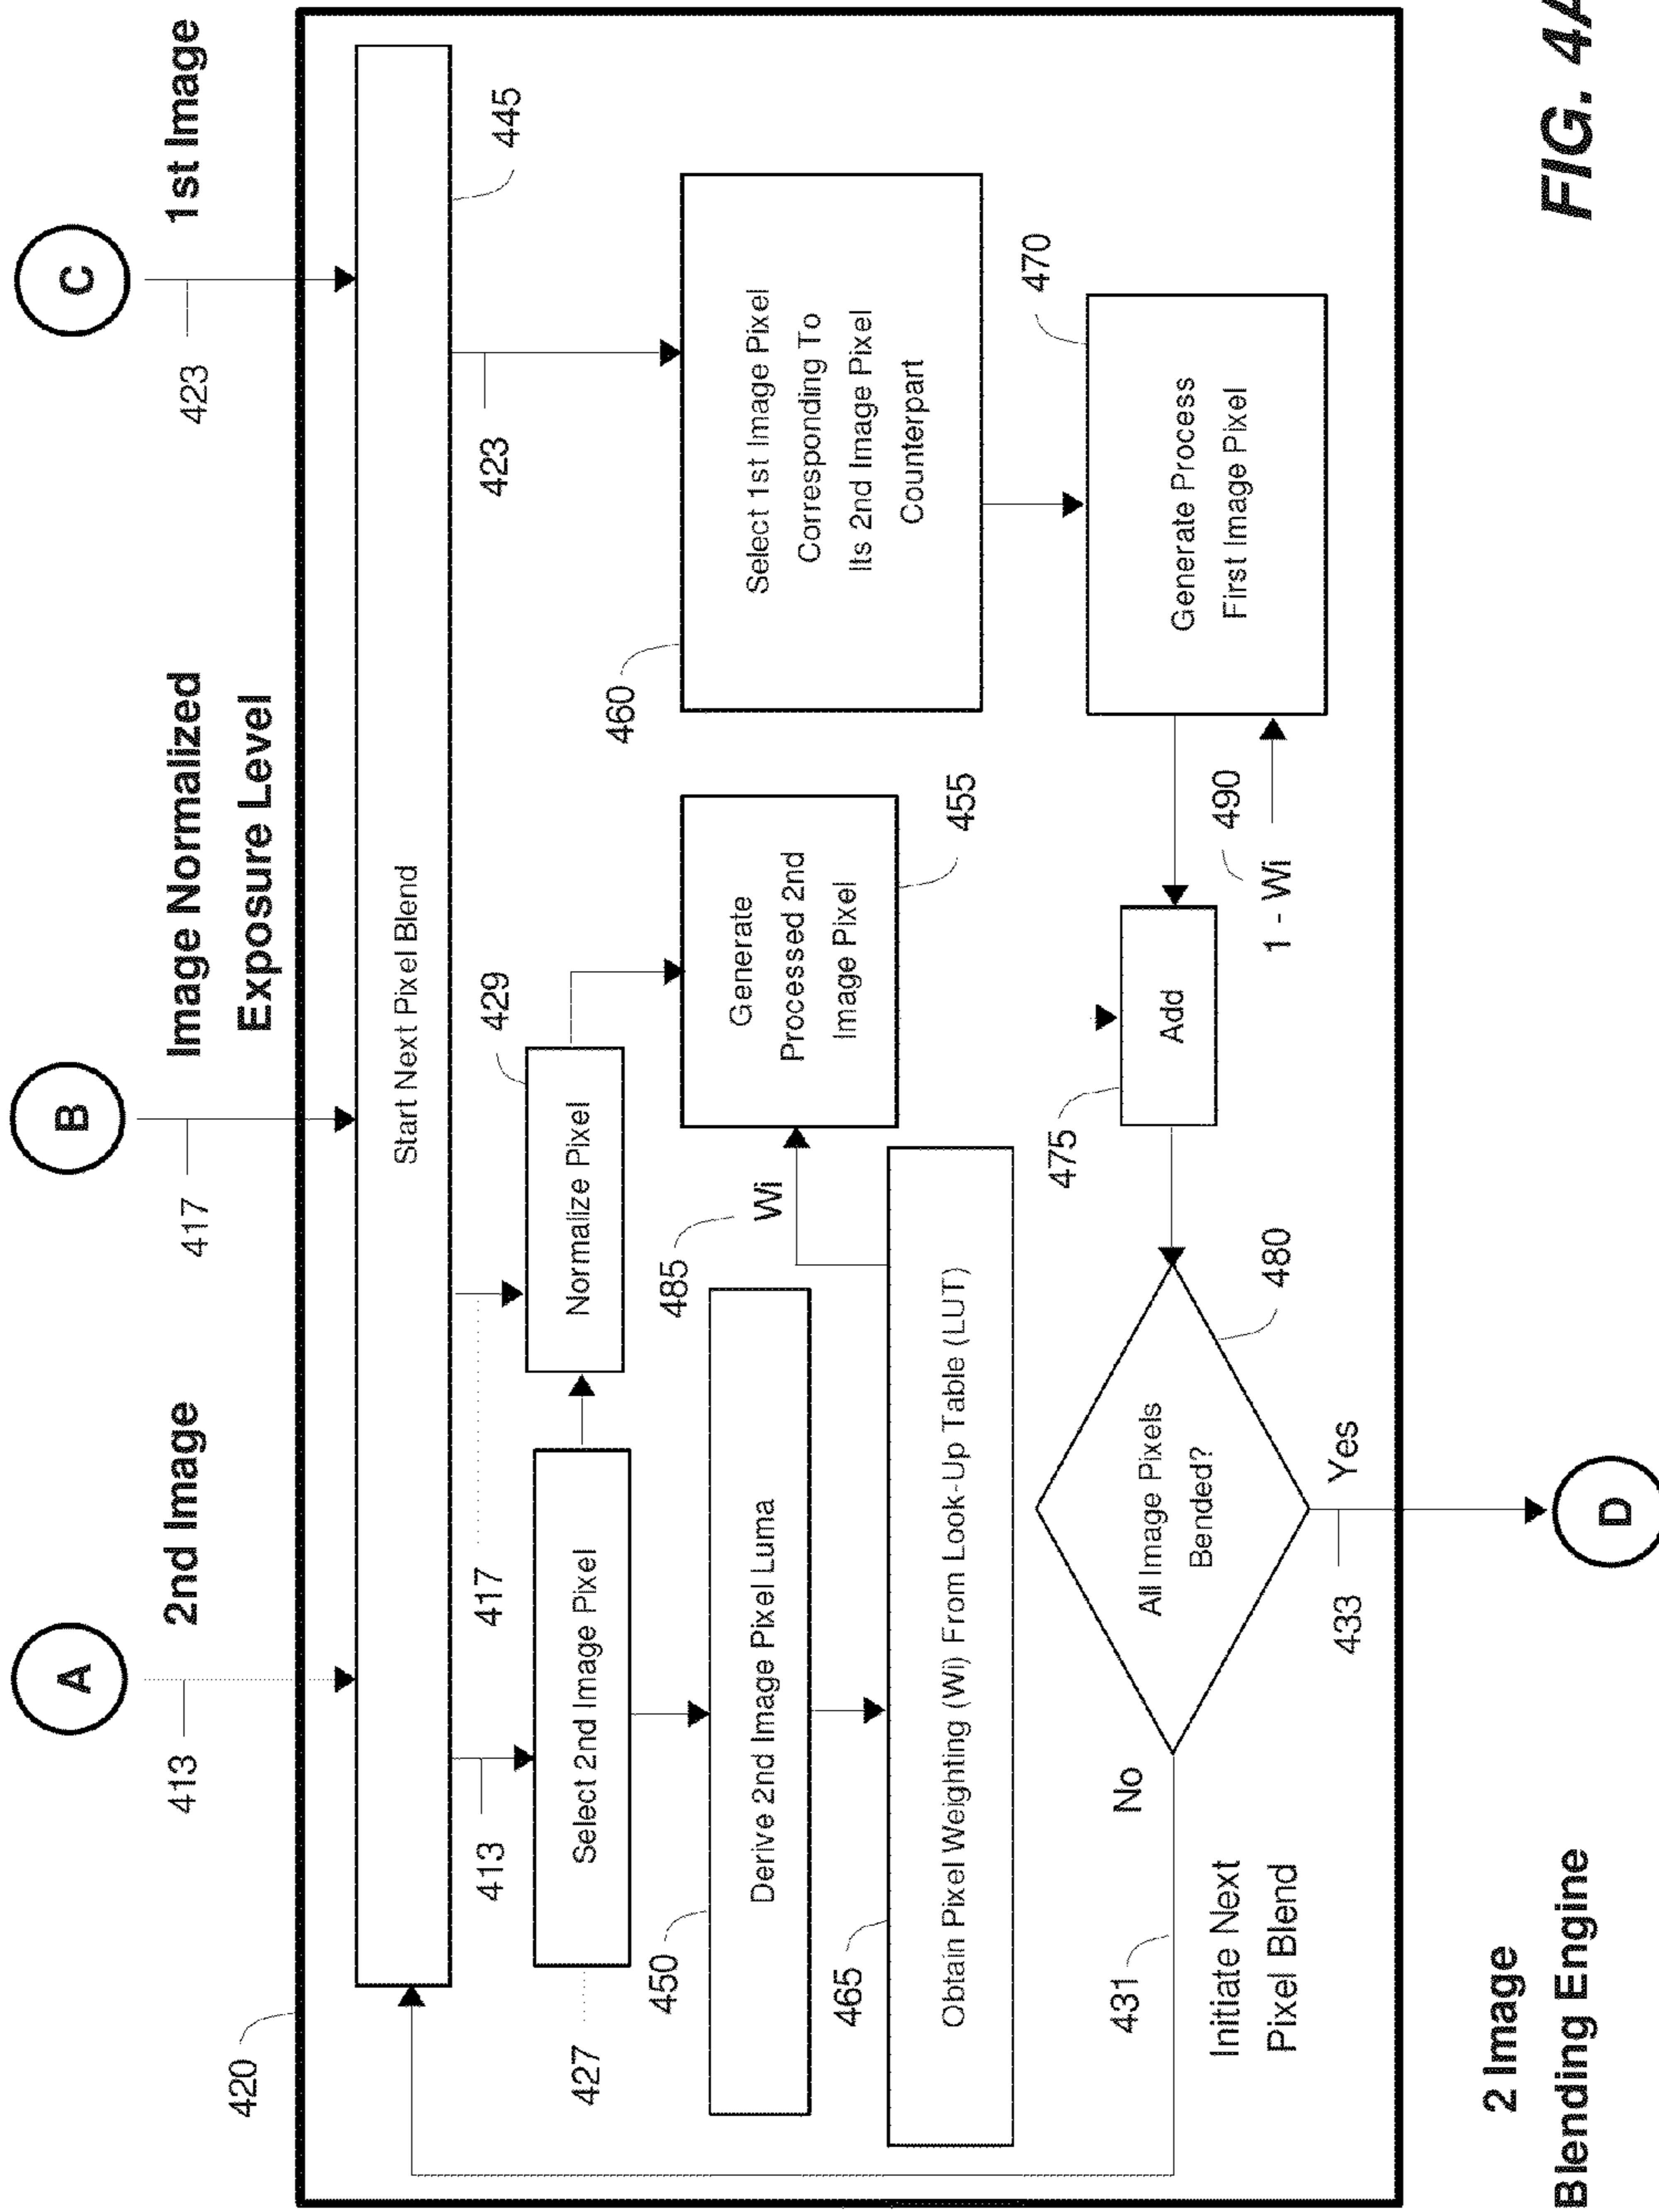 A
B
C
413
2nd Image
417
Image Normalized
Exposure Level
423
1st Image
420
Start Next Pixel Blend
445
413
417
423
427
Select 2nd Image Pixel
Normalize Pixel
429
450
Derive 2nd Image Pixel Luma
485
Wi
Generate
Processed 2nd
Image Pixel
455
460
Select 1st Image Pixel
Corresponding To
Its 2nd Image Pixel
Counterpart
465
Obtain Pixel Weighting (Wi) From Look-Up Table (LUT)
470
Generate Process
First Image Pixel
490
1 - Wi
475
Add
480
All Image Pixels
Bended?
No
431
Initiate Next
Pixel Blend
Yes
433
D
2 Image
Blending Engine
FIG. 4A